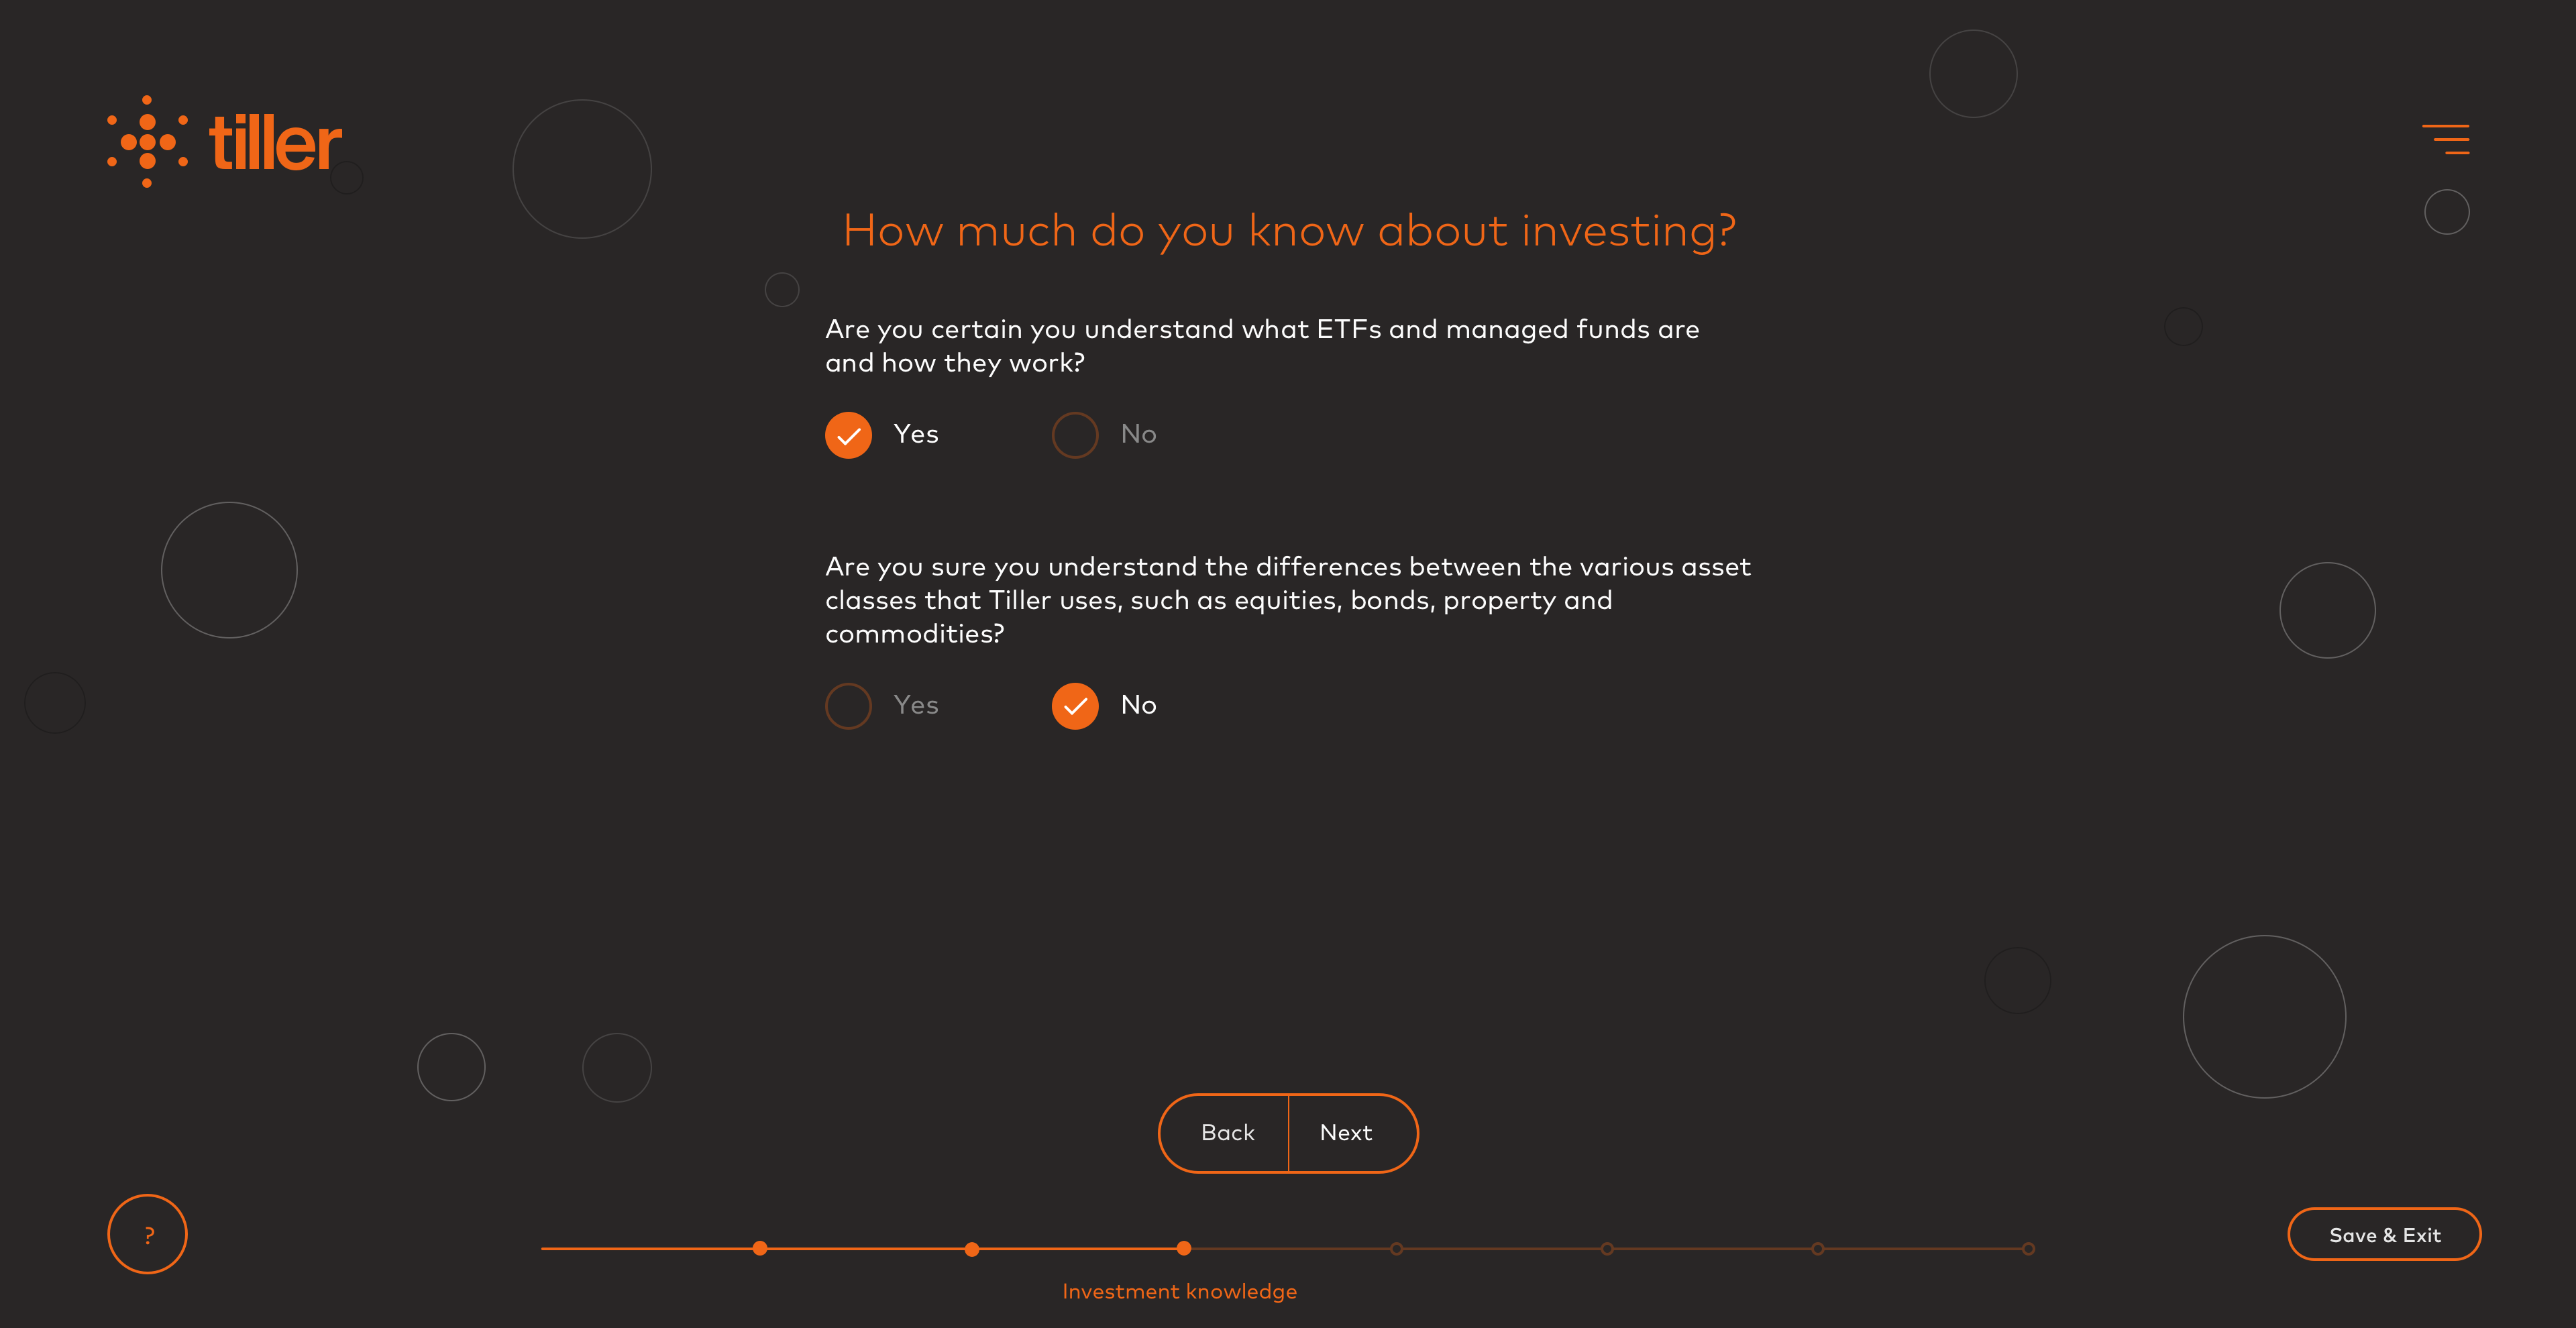 tiller
How much do you know about investing?
Are you certain you understand what ETFs and managed funds are
and how they work?
Yes
No
Are you sure you understand the differences between the various asset
classes that Tiller uses, such as equities, bonds, property and
commodities?
Yes
No
Back
Next
?
Save & Exit
Investment knowledge